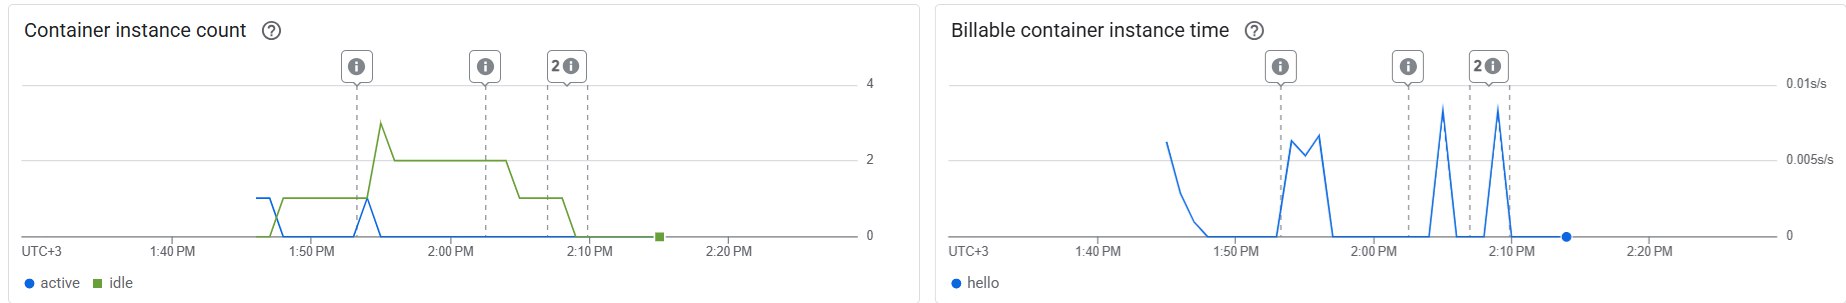 Container instance count
2
4
2
0
UTC+3 1:40 PM 1:50 PM 2:00 PM 2:10 PM 2:20 PM
active idle
Billable container instance time
2
0.01s/s
0.005s/s
0
UTC+3 1:40 PM 1:50 PM 2:00 PM 2:10 PM 2:20 PM
hello